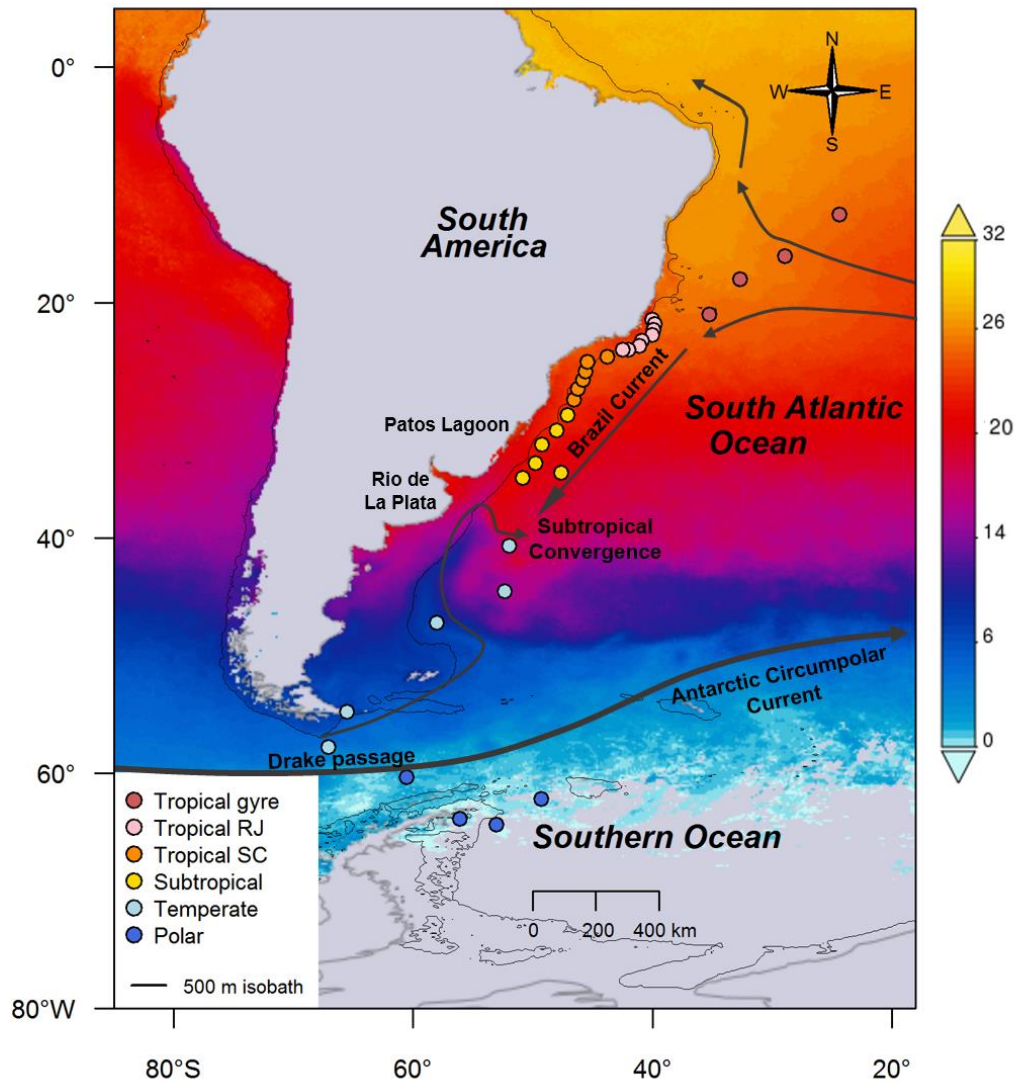 0°
20°
40°
60°
80°W
80°S
60°
40°
20°
N
W
E
S
South
America
South Atlantic
Ocean
Patos Lagoon
Brazil Current
Rio de
La Plata
Subtropical
Convergence
Antarctic Circumpolar
Current
Drake passage
Southern Ocean
0 200 400 km
Tropical gyre
Tropical RJ
Tropical SC
Subtropical
Temperate
Polar
500 m isobath
32
26
20
14
6
0